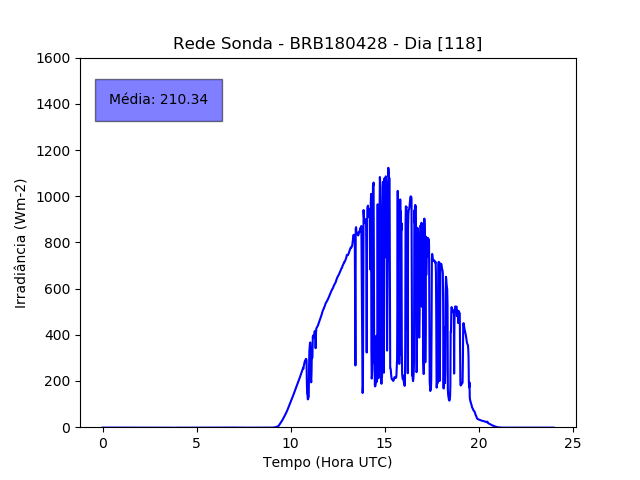 Rede Sonda - BRB180428 - Dia [118]
1600
1400
1200
1000
800
600
400
200
0
Média: 210.34
Irradiância (Wm-2)
0 5 10 15 20 25
Tempo (Hora UTC)